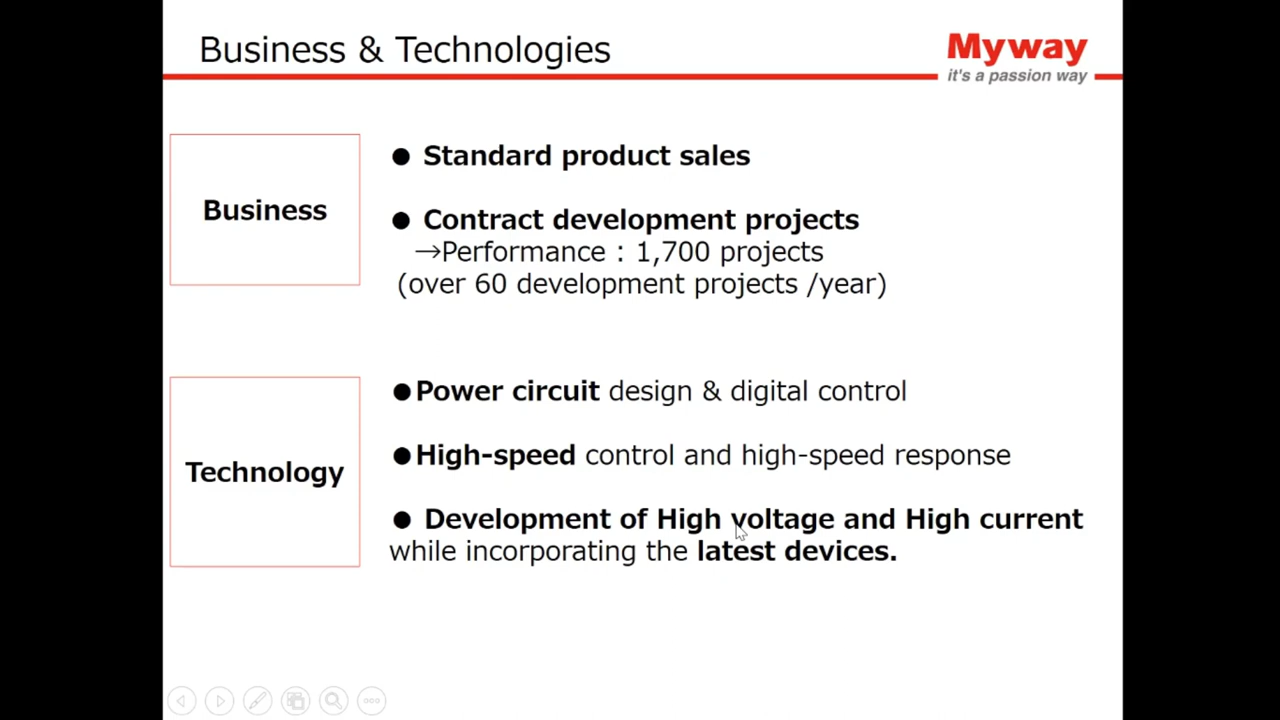 Business & Technologies
Myway
it's a passion way
Business
● Standard product sales
● Contract development projects
→Performance : 1,700 projects
(over 60 development projects /year)
Technology
●Power circuit design & digital control
●High-speed control and high-speed response
● Development of High voltage and High current
while incorporating the latest devices.